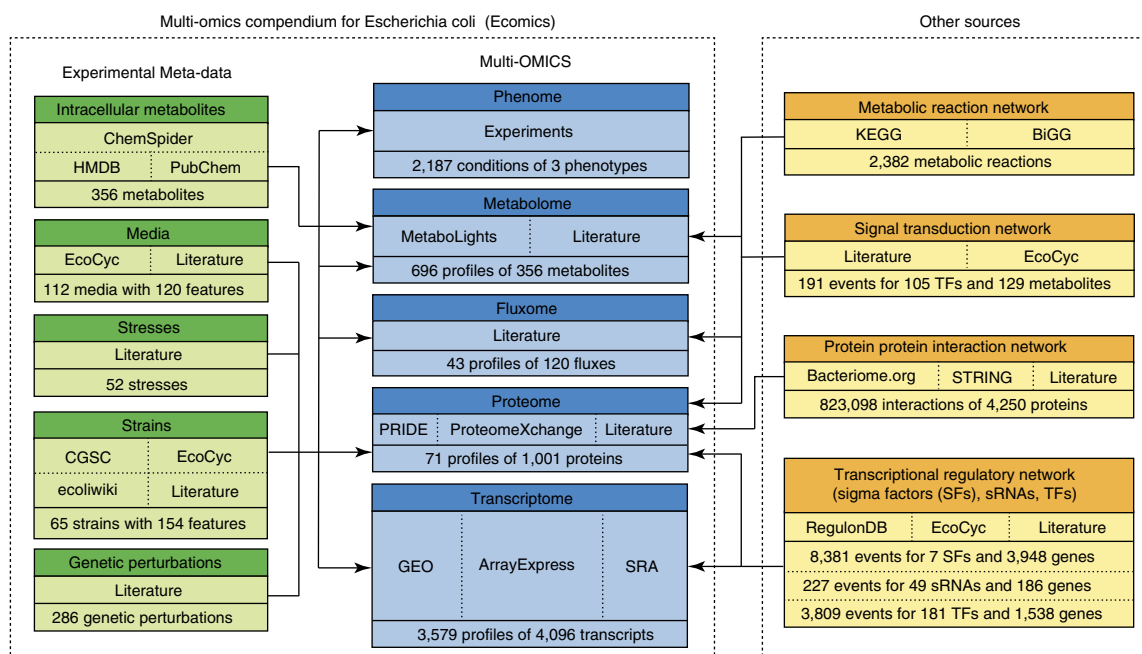 Multi-omics compendium for Escherichia coli (Ecomics)
Other sources
Experimental Meta-data
Multi-OMICS
Intracellular metabolites
ChemSpider
HMDB PubChem
356 metabolites
Media
EcoCyc Literature
112 media with 120 features
Stresses
Literature
52 stresses
Strains
CGSC EcoCyc
ecoliwiki Literature
65 strains with 154 features
Genetic perturbations
Literature
286 genetic perturbations
Phenome
Experiments
2,187 conditions of 3 phenotypes
Metabolome
MetaboLights Literature
696 profiles of 356 metabolites
Fluxome
Literature
43 profiles of 120 fluxes
Proteome
PRIDE ProteomeXchange Literature
71 profiles of 1,001 proteins
Transcriptome
GEO ArrayExpress SRA
3,579 profiles of 4,096 transcripts
Metabolic reaction network
KEGG BiGG
2,382 metabolic reactions
Signal transduction network
Literature EcoCyc
191 events for 105 TFs and 129 metabolites
Protein protein interaction network
Bacteriome.org STRING Literature
823,098 interactions of 4,250 proteins
Transcriptional regulatory network
(sigma factors (SFs), sRNAs, TFs)
RegulonDB EcoCyc Literature
8,381 events for 7 SFs and 3,948 genes
227 events for 49 sRNAs and 186 genes
3,809 events for 181 TFs and 1,538 genes